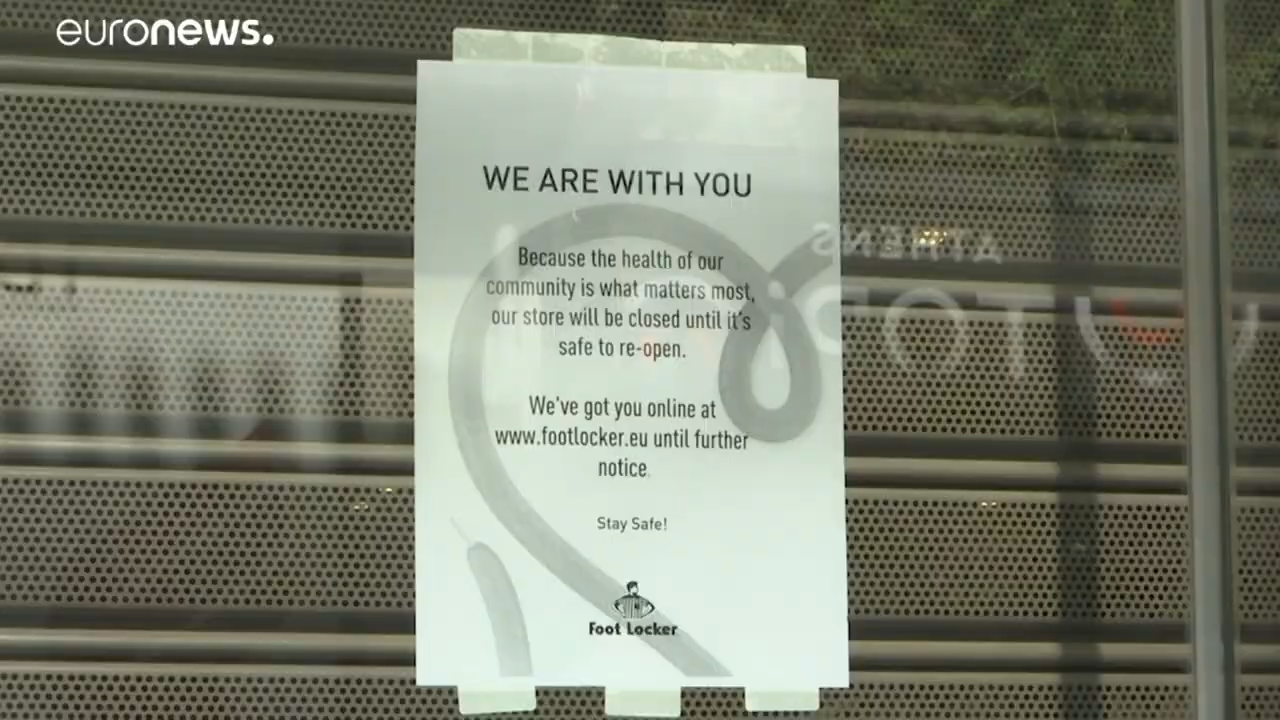 euronews.
WE ARE WITH YOU
Because the health of our
community is what matters most,
our store will be closed until it's
safe to re-open.
We've got you online at
www.footlocker.eu until further
notice.
Stay Safe!
Foot Locker
ATHENS